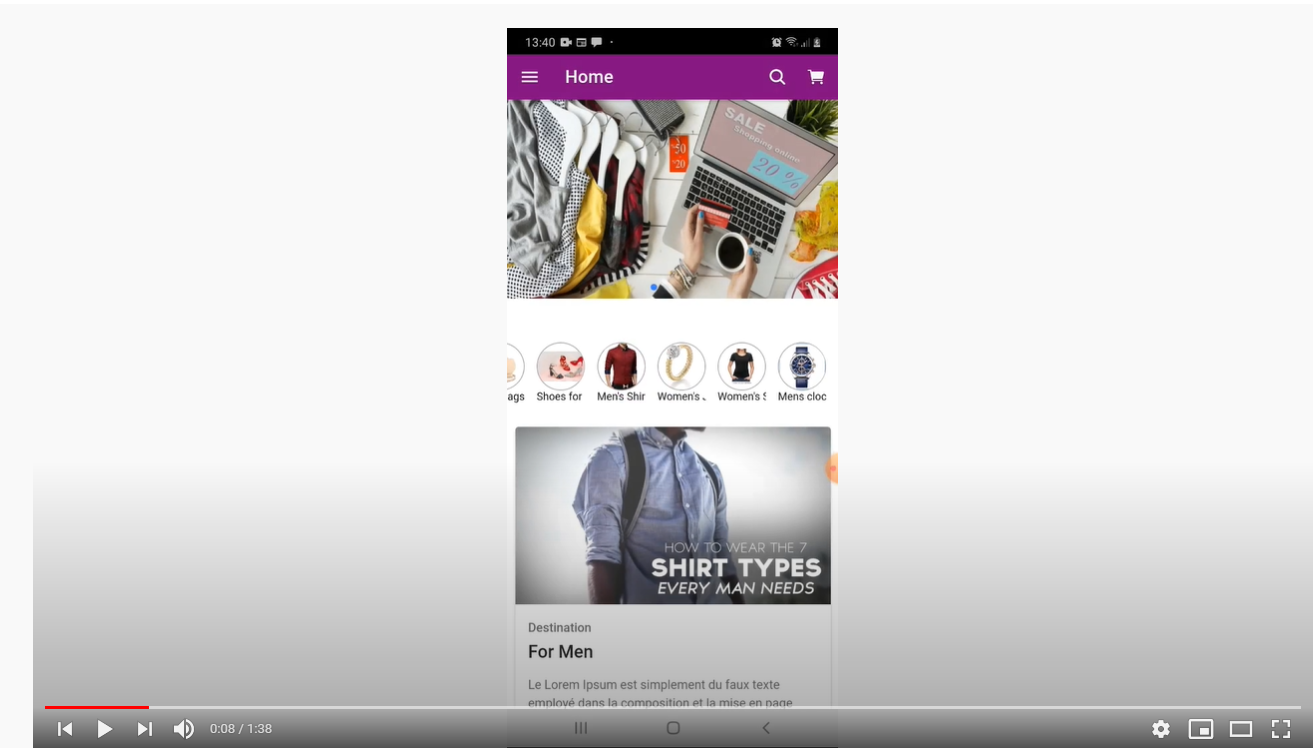 13:40
Home
SALE
Shopping online
20 %
50
20
ags
Shoes for
Men's Shir
Women's
Women's S
Mens cloc
HOW TO WEAR THE 7
SHIRT TYPES
EVERY MAN NEEDS
Destination
For Men
Le Lorem Ipsum est simplement du faux texte
employé dans la composition et la mise en page
0:08 / 1:38